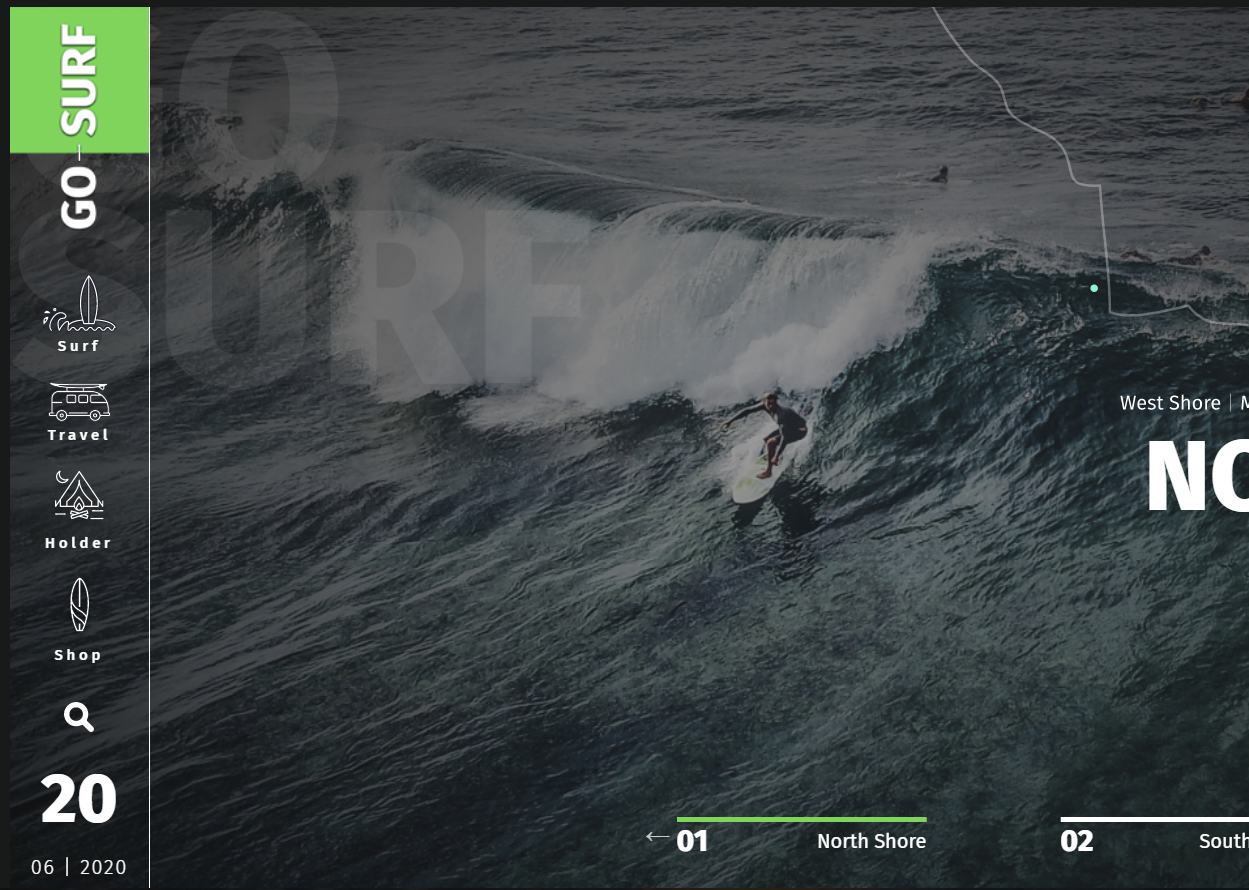 GO SURF
GO
SURF
Surf
Travel
Holder
Shop
20
06 | 2020
West Shore | M
NO
01 North Shore
02 South